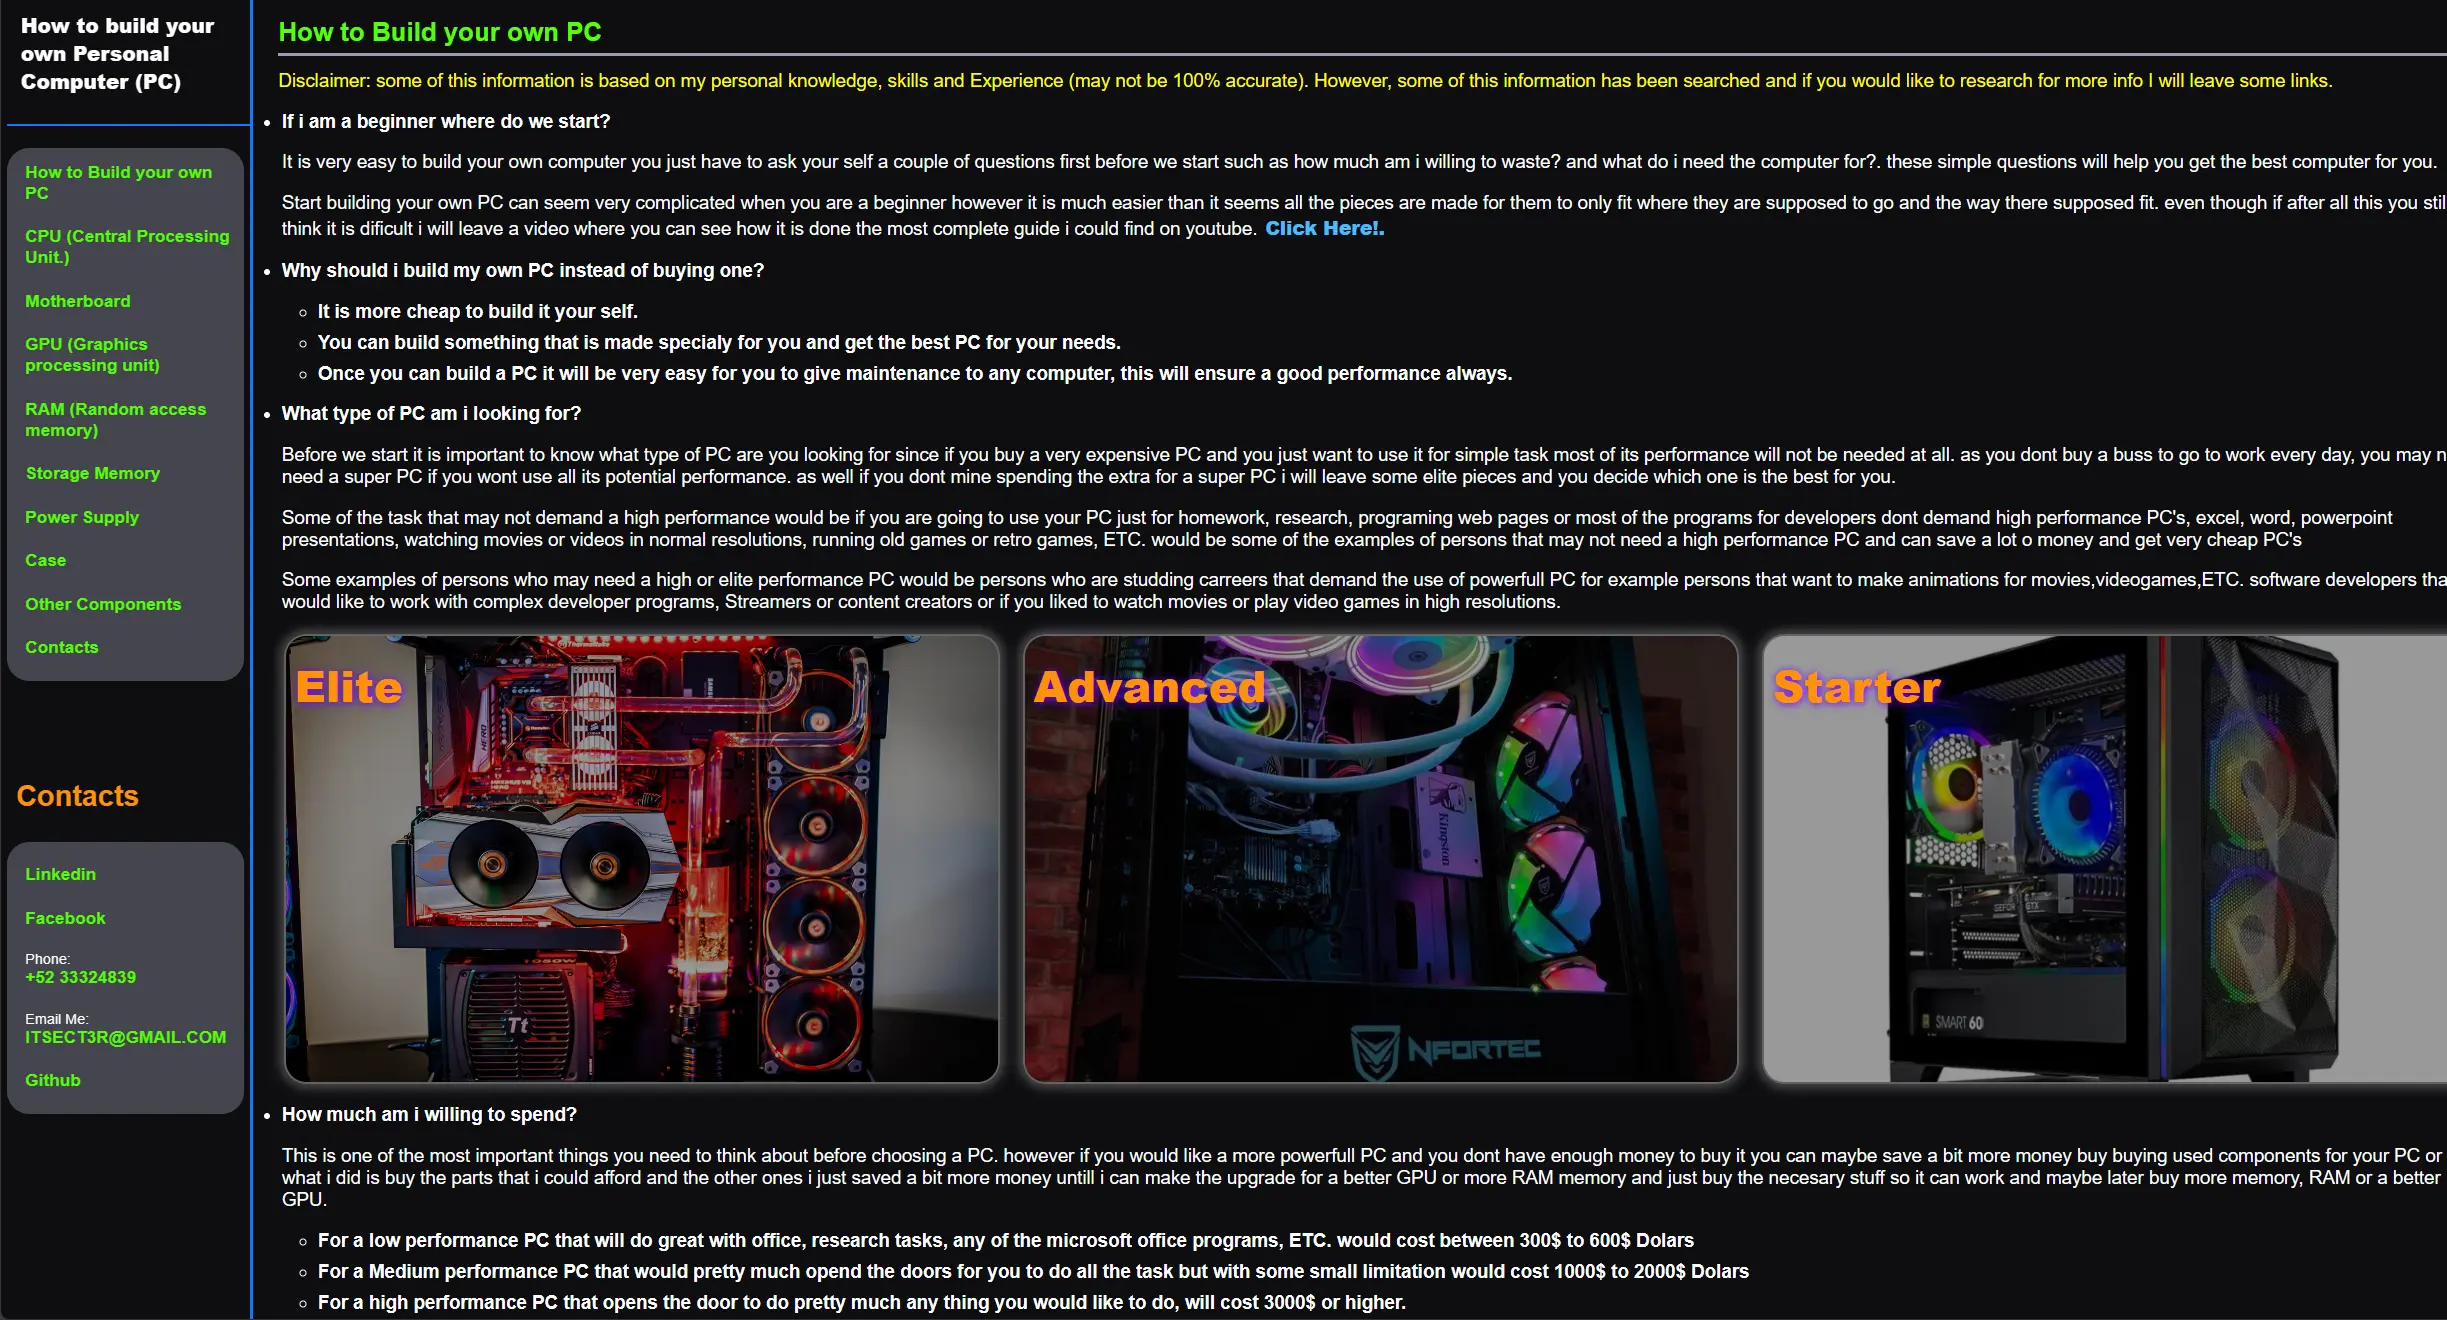 How to build your
own Personal
Computer (PC)
How to Build your own
PC
CPU (Central Processing
Unit.)
Motherboard
GPU (Graphics
processing unit)
RAM (Random access
memory)
Storage Memory
Power Supply
Case
Other Components
Contacts
Contacts
Linkedin
Facebook
Phone:
+52 33324839
Email Me:
ITSECT3R@GMAIL.COM
Github
How to Build your own PC
Disclaimer: some of this information is based on my personal knowledge, skills and Experience (may not be 100% accurate). However, some of this information has been searched and if you would like to research for more info I will leave some links.
If i am a beginner where do we start?
It is very easy to build your own computer you just have to ask your self a couple of questions first before we start such as how much am i willing to waste? and what do i need the computer for?. these simple questions will help you get the best computer for you.
Start building your own PC can seem very complicated when you are a beginner however it is much easier than it seems all the pieces are made for them to only fit where they are supposed to go and the way there supposed fit. even though if after all this you stil
think it is dificult i will leave a video where you can see how it is done the most complete guide i could find on youtube. Click Here!.
Why should i build my own PC instead of buying one?
It is more cheap to build it your self.
You can build something that is made specialy for you and get the best PC for your needs.
Once you can build a PC it will be very easy for you to give maintenance to any computer, this will ensure a good performance always.
What type of PC am i looking for?
Before we start it is important to know what type of PC are you looking for since if you buy a very expensive PC and you just want to use it for simple task most of its performance will not be needed at all. as you dont buy a buss to go to work every day, you may n
need a super PC if you wont use all its potential performance. as well if you dont mine spending the extra for a super PC i will leave some elite pieces and you decide which one is the best for you.
Some of the task that may not demand a high performance would be if you are going to use your PC just for homework, research, programing web pages or most of the programs for developers dont demand high performance PC's, excel, word, powerpoint
presentations, watching movies or videos in normal resolutions, running old games or retro games, ETC. would be some of the examples of persons that may not need a high performance PC and can save a lot o money and get very cheap PC's
Some examples of persons who may need a high or elite performance PC would be persons who are studding carreers that demand the use of powerfull PC for example persons that want to make animations for movies,videogames,ETC. software developers tha
would like to work with complex developer programs, Streamers or content creators or if you liked to watch movies or play video games in high resolutions.
Elite
Thermaltake
SAMSUNG
HERO
1050W
Tt
Advanced
Kingston
NFORTEC
Starter
GEFORCE GTX
SMART 60
How much am i willing to spend?
This is one of the most important things you need to think about before choosing a PC. however if you would like a more powerfull PC and you dont have enough money to buy it you can maybe save a bit more money buy buying used components for your PC or
what i did is buy the parts that i could afford and the other ones i just saved a bit more money untill i can make the upgrade for a better GPU or more RAM memory and just buy the necesary stuff so it can work and maybe later buy more memory, RAM or a better
GPU.
For a low performance PC that will do great with office, research tasks, any of the microsoft office programs, ETC. would cost between 300$ to 600$ Dolars
For a Medium performance PC that would pretty much opend the doors for you to do all the task but with some small limitation would cost 1000$ to 2000$ Dolars
For a high performance PC that opens the door to do pretty much any thing you would like to do, will cost 3000$ or higher.